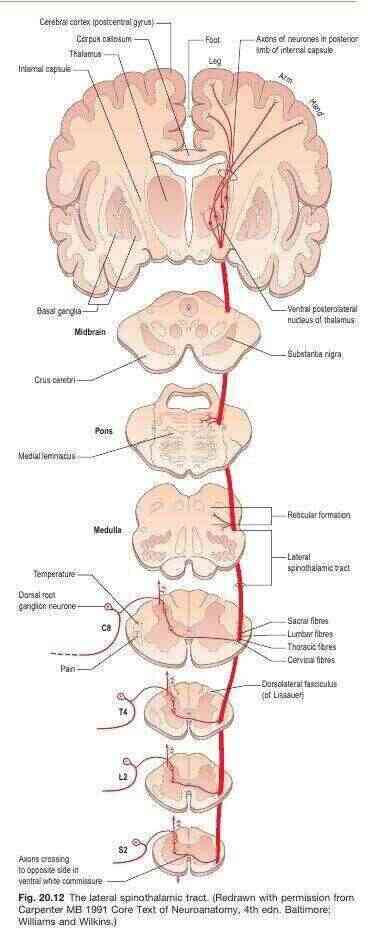 Cerebral cortex (postcentral gyrus)
Corpus callosum
Thalamus
Internal capsule
Foot
Leg
Arm
Hand
Axons of neurones in posterior
limb of internal capsule
Basal ganglia
Ventral posterolateral
nucleus of thalamus
Midbrain
Substantia nigra
Crus cerebri
Pons
Medial lemniscus
Medulla
Reticular formation
Lateral
spinothalamic tract
Temperature
Dorsal root
ganglion neurone
C8
Pain
Sacral fibres
Lumbar fibres
Thoracic fibres
Cervical fibres
Dorsolateral fasciculus
(of Lissauer)
T4
L2
S2
Axons crossing
to opposite side in
ventral white commissure
Fig. 20.12 The lateral spinothalamic tract. (Redrawn with permission from
Carpenter MB 1991 Core Text of Neuroanatomy, 4th edn. Baltimore:
Williams and Wilkins.)